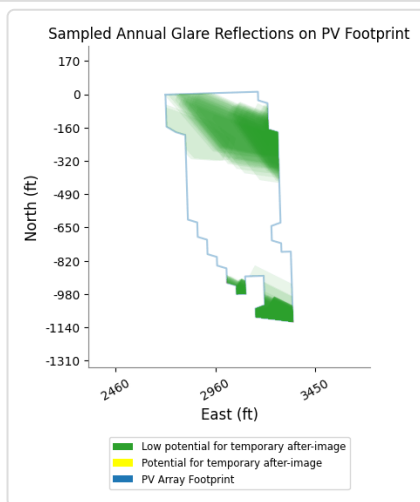 Sampled Annual Glare Reflections on PV Footprint
170
0
-160
-320
-490
-650
-820
-980
-1140
-1310
North (ft)
2460
2960
3450
East (ft)
Low potential for temporary after-image
Potential for temporary after-image
PV Array Footprint